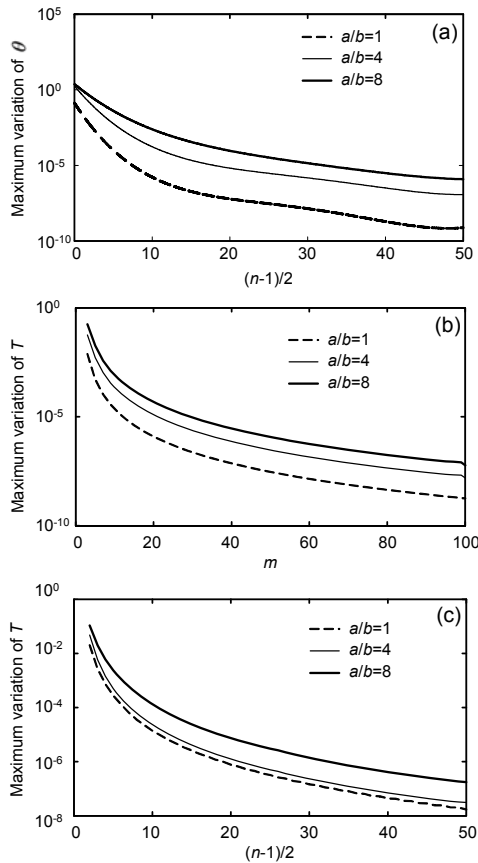 (a)
Maximum variation of θ
10^5
10^0
10^-5
10^-10
a/b=1
a/b=4
a/b=8
0 10 20 30 40 50
(n-1)/2
(b)
Maximum variation of T
10^0
10^-5
10^-10
a/b=1
a/b=4
a/b=8
0 20 40 60 80 100
m
(c)
Maximum variation of T
10^0
10^-2
10^-4
10^-6
10^-8
a/b=1
a/b=4
a/b=8
0 10 20 30 40 50
(n-1)/2